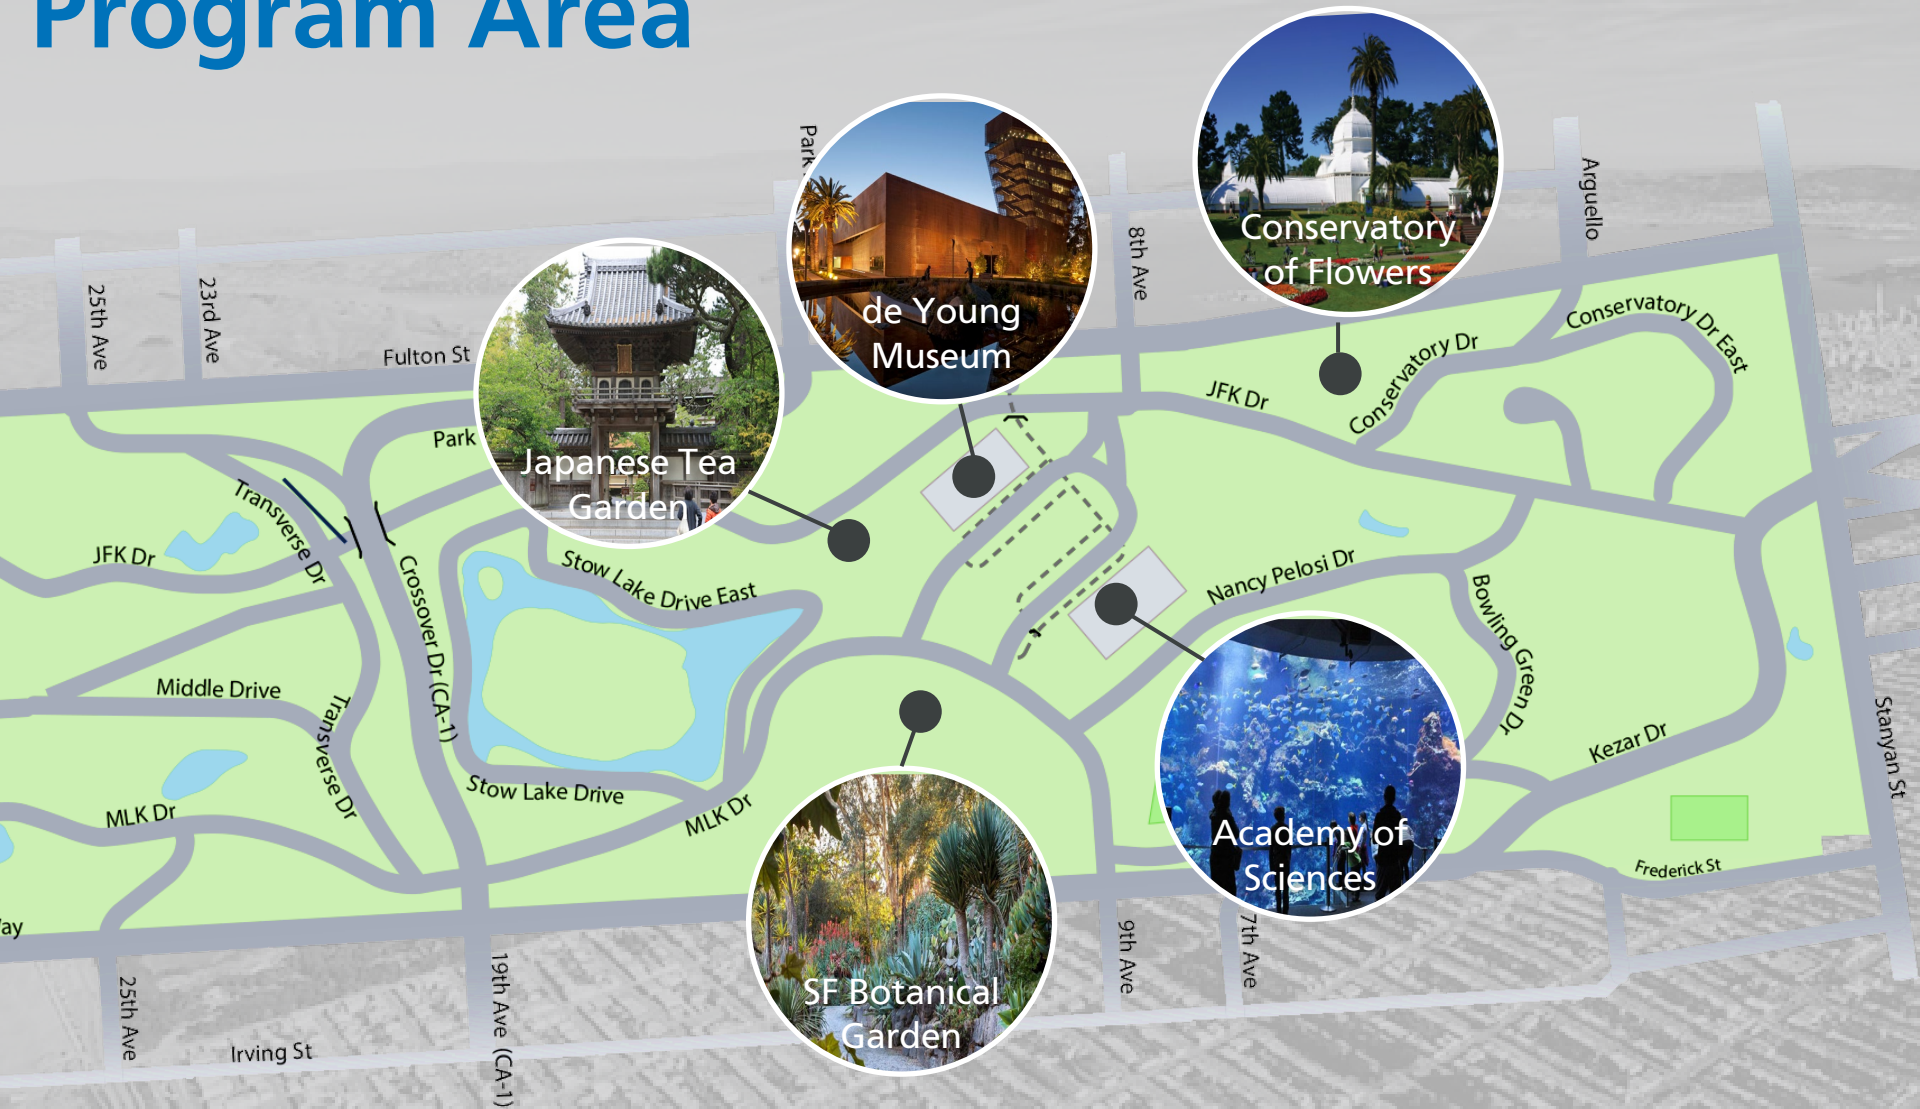 Program Area
Park
Arguello
8th Ave
Conservatory
of Flowers
25th Ave
23rd Ave
de Young
Museum
Fulton St
Conservatory Dr East
Conservatory Dr
JFK Dr
Park
Japanese Tea
Garden
Transverse Dr
JFK Dr
Crossover Dr (CA-1)
Stow Lake Drive East
Nancy Pelosi Dr
Bowling Green Dr
Middle Drive
Transverse Dr
Kezar Dr
Stanyan St
Stow Lake Drive
MLK Dr
MLK Dr
Academy of
Sciences
Frederick St
9th Ave
7th Ave
SF Botanical
Garden
25th Ave
19th Ave (CA-1)
Irving St